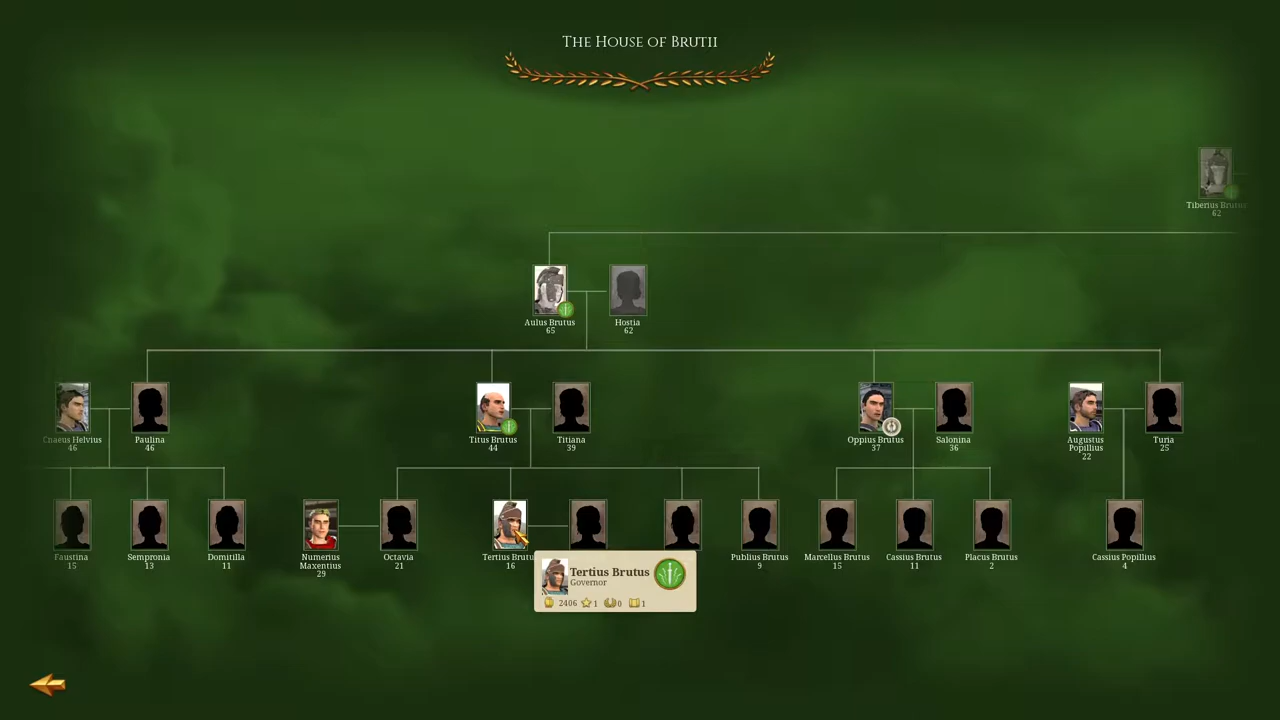 THE HOUSE OF BRUTII
Tiberius Brutus
62
Aulus Brutus
65
Hostia
62
Cnaeus Helvius
46
Paulina
46
Titus Brutus
44
Titiana
39
Oppius Brutus
37
Salonina
36
Augustus
Popillius
22
Turia
25
Faustina
15
Sempronia
13
Domitilla
11
Numerius
Maxentius
29
Octavia
21
Tertius Brutu
16
Publius Brutus
9
Marcellus Brutus
15
Cassius Brutus
11
Placus Brutus
2
Cassius Popillius
4
Tertius Brutus
Governor
2406 1 0 1